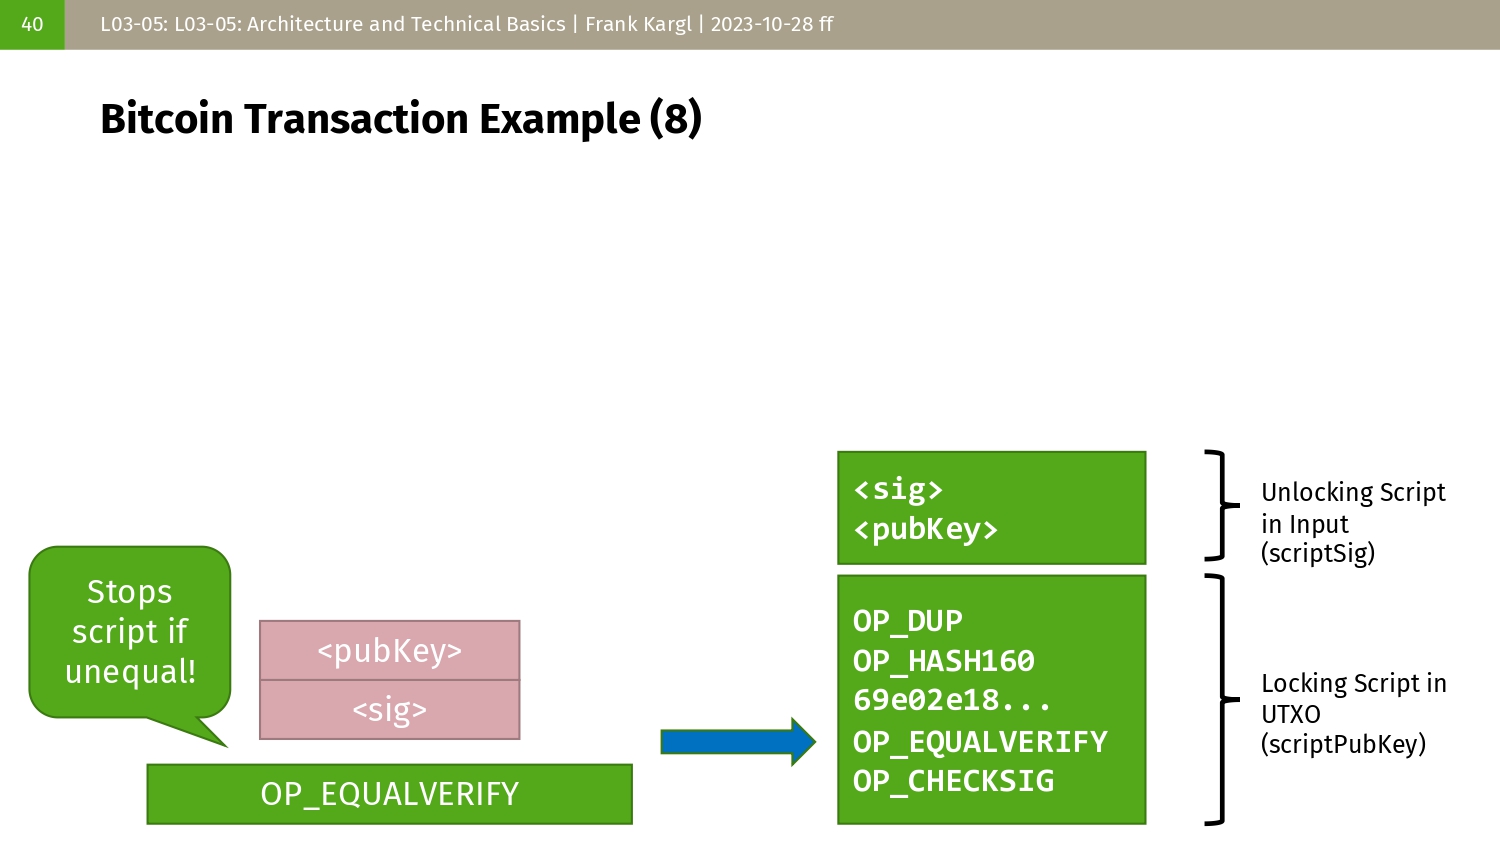 40
L03-05: L03-05: Architecture and Technical Basics | Frank Kargl | 2023-10-28 ff
Bitcoin Transaction Example (8)
Stops
script if
unequal!
<pubKey>
<sig>
OP_EQUALVERIFY
<sig>
<pubKey>
OP_DUP
OP_HASH160
69e02e18...
OP_EQUALVERIFY
OP_CHECKSIG
Unlocking Script
in Input
(scriptSig)
Locking Script in
UTXO
(scriptPubKey)